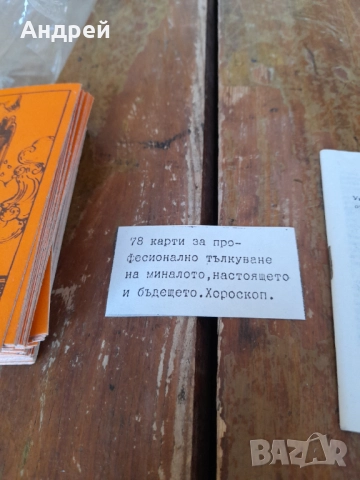 Андрей
78 карти за про-
фесионално тълкуване
на миналото,настоящето
и бъдещето.Хороскоп.
BAZAR